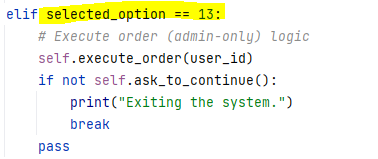 elif selected_option == 13:
# Execute order (admin-only) logic
self.execute_order(user_id)
if not self.ask_to_continue():
print("Exiting the system.")
break
pass